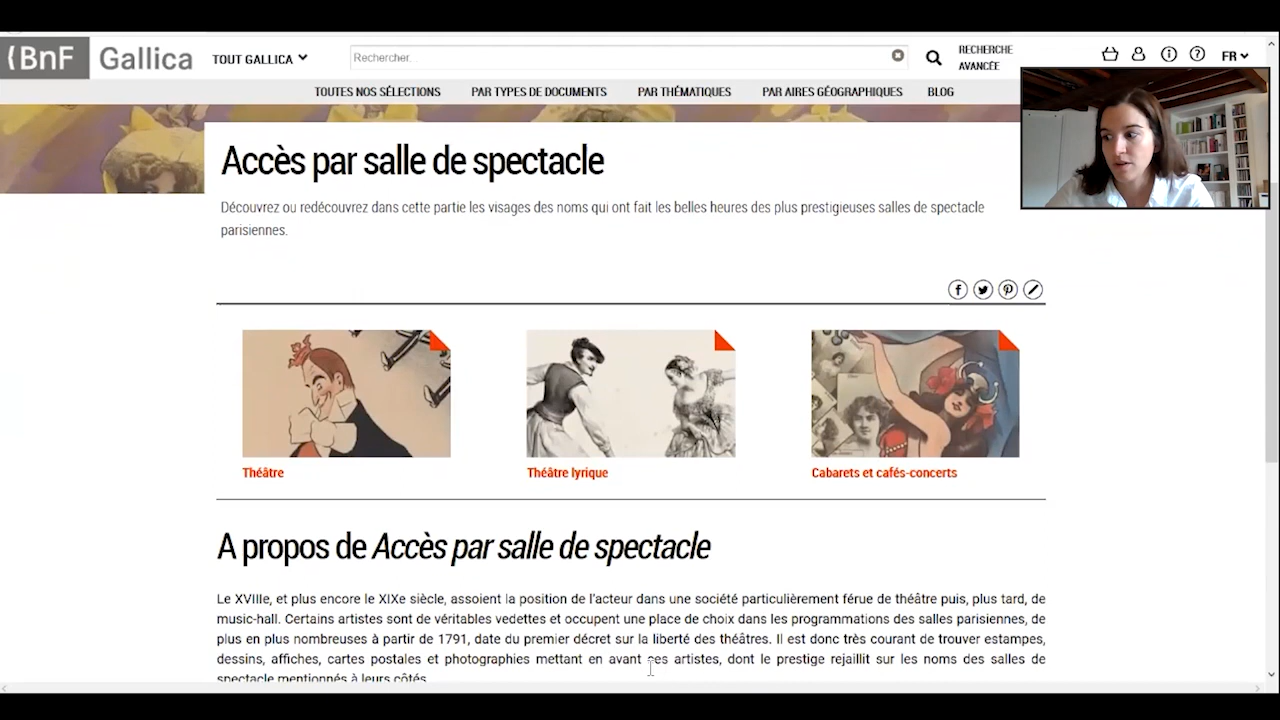 BnF Gallica
TOUT GALLICA
Rechercher...
RECHERCHE
AVANCÉE
FR
TOUTES NOS SÉLECTIONS
PAR TYPES DE DOCUMENTS
PAR THÉMATIQUES
PAR AIRES GÉOGRAPHIQUES
BLOG
Accès par salle de spectacle
Découvrez ou redécouvrez dans cette partie les visages des noms qui ont fait les belles heures des plus prestigieuses salles de spectacle
parisiennes.
Théâtre
Théâtre lyrique
Cabarets et cafés-concerts
A propos de Accès par salle de spectacle
Le XVIIIe, et plus encore le XIXe siècle, assoient la position de l'acteur dans une société particulièrement férue de théâtre puis, plus tard, de
music-hall. Certains artistes sont de véritables vedettes et occupent une place de choix dans les programmations des salles parisiennes, de
plus en plus nombreuses à partir de 1791, date du premier décret sur la liberté des théâtres. Il est donc très courant de trouver estampes,
dessins, affiches, cartes postales et photographies mettant en avant ces artistes, dont le prestige rejaillit sur les noms des salles de
spectacle mentionnés à leurs côtés.